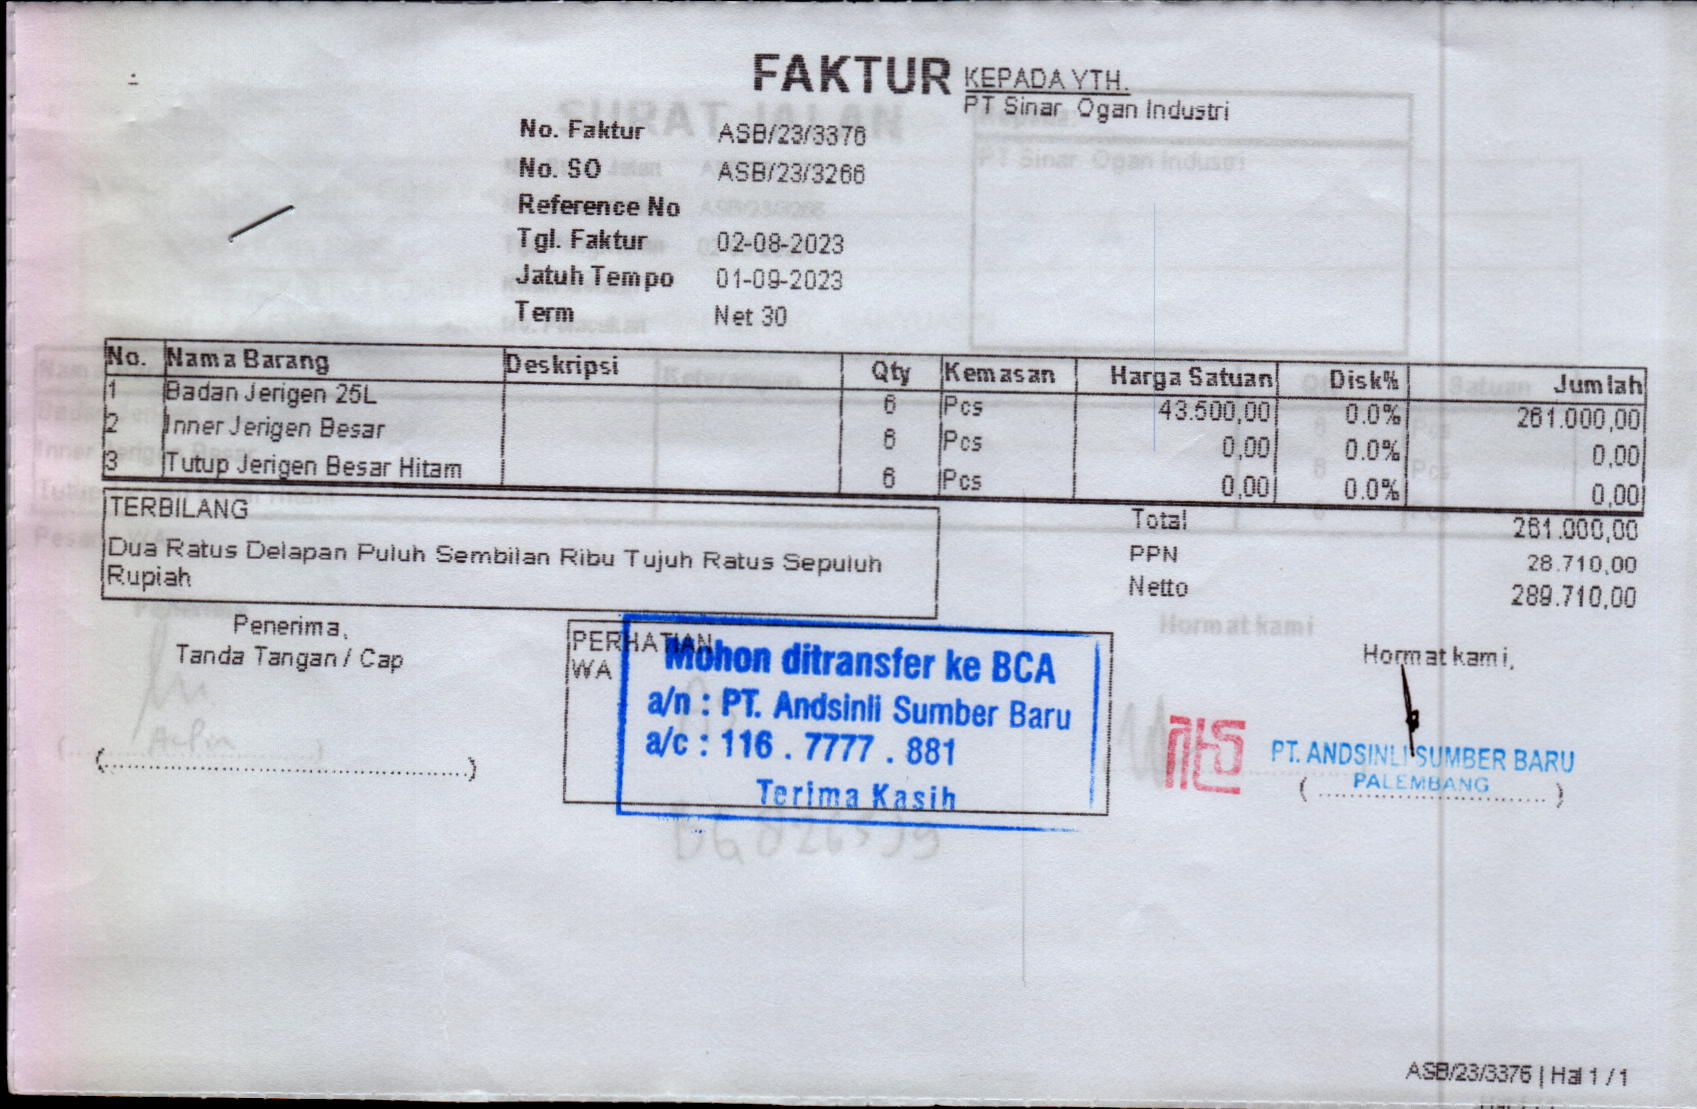 FAKTUR
KEPADA YTH.
PT Sinar Ogan Industri
No. Faktur ASB/23/3376
No. SO ASB/23/3266
Reference No
Tgl. Faktur 02-08-2023
Jatuh Tempo 01-09-2023
Term Net 30
No. Nama Barang Deskripsi Qty Kemasan Harga Satuan Disk% Jumlah
1 Badan Jerigen 25L 6 Pcs 43.500,00 0.0% 261.000,00
2 Inner Jerigen Besar 6 Pcs 0,00 0.0% 0,00
3 Tutup Jerigen Besar Hitam 6 Pcs 0,00 0.0% 0,00
TERBILANG
Dua Ratus Delapan Puluh Sembilan Ribu Tujuh Ratus Sepuluh
Rupiah
Total 261.000,00
PPN 28.710,00
Netto 289.710,00
Penerima,
Tanda Tangan / Cap
(................................................)
PERHATIAN
WA
Mohon ditransfer ke BCA
a/n : PT. Andsinli Sumber Baru
a/c : 116 . 7777 . 881
Terima Kasih
Hormat kami,
PT. ANDSINLI SUMBER BARU
PALEMBANG
(..............................)
ASB/23/3376 | Hal 1 / 1